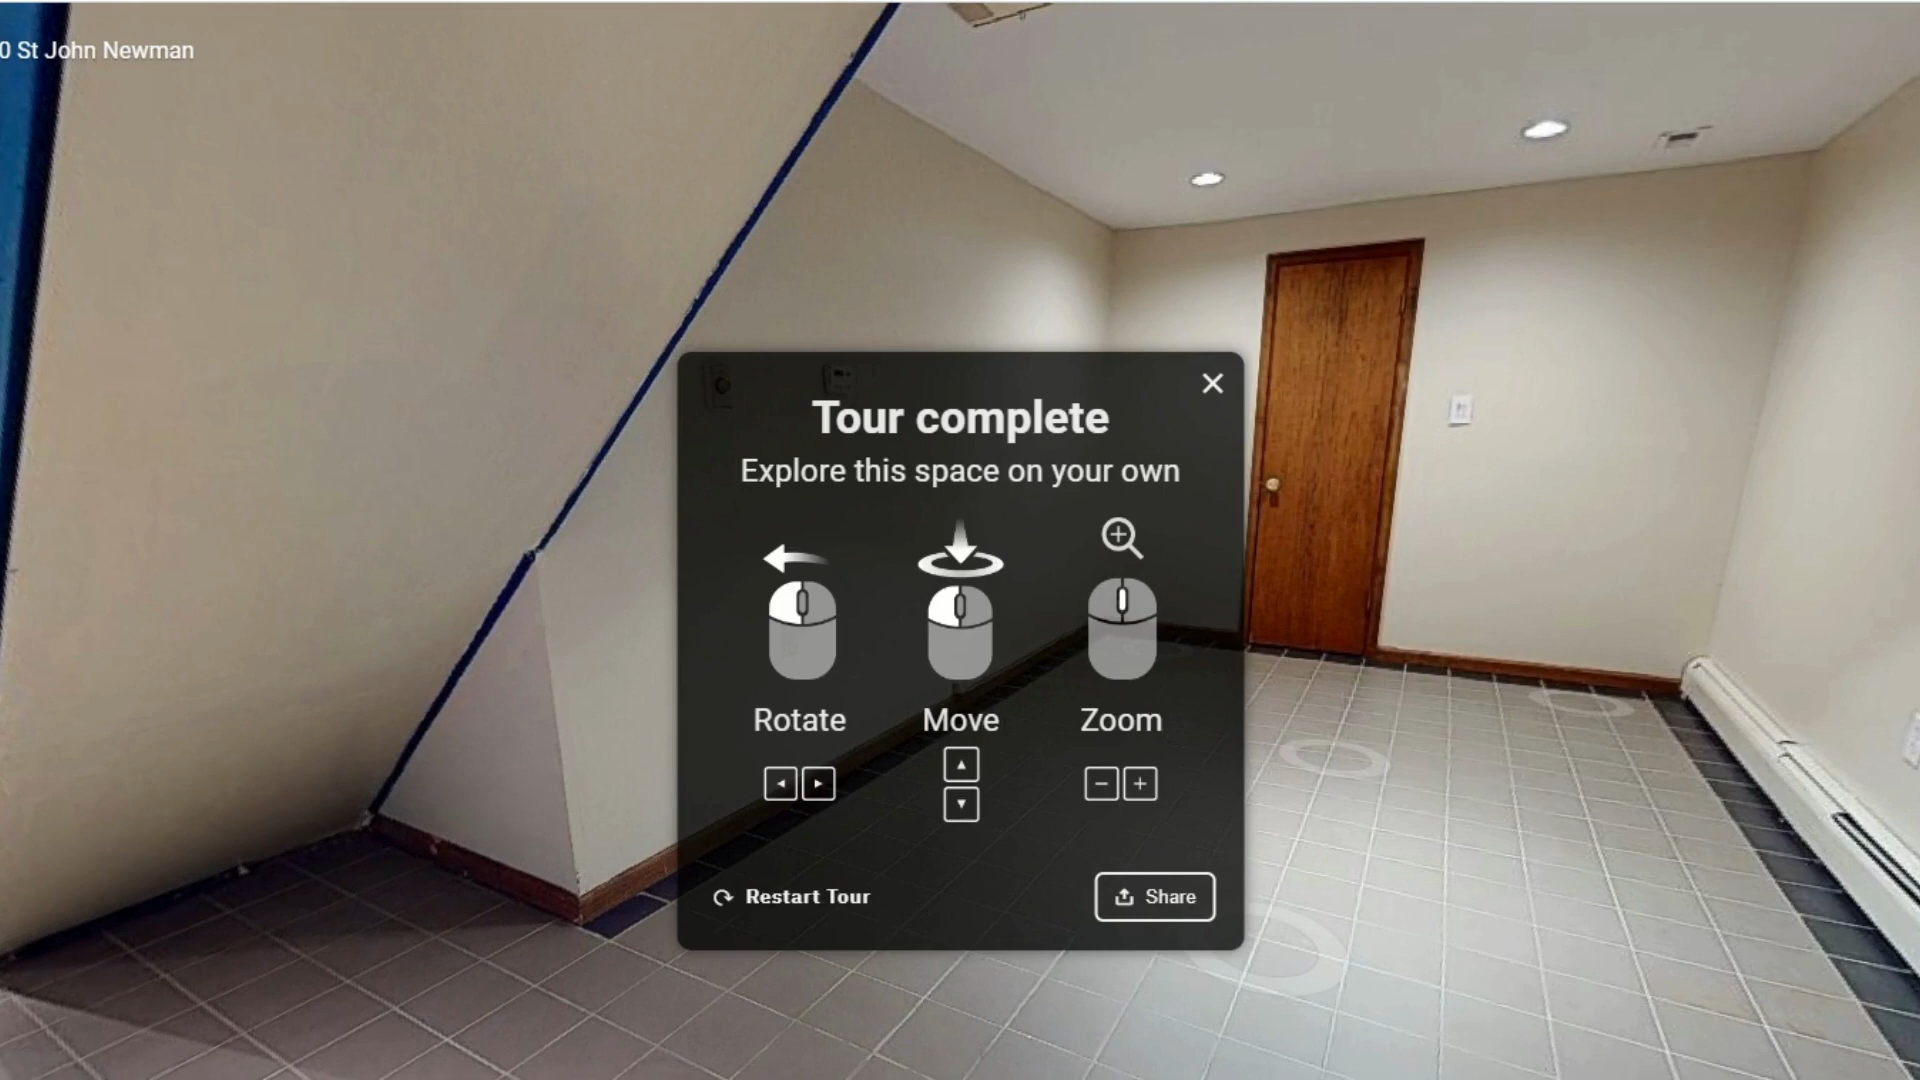 0 St John Newman
Tour complete
Explore this space on your own
Rotate
Move
Zoom
Restart Tour
Share